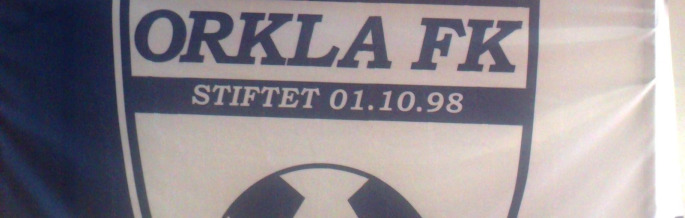 ORKLA FK
STIFTET 01.10.98